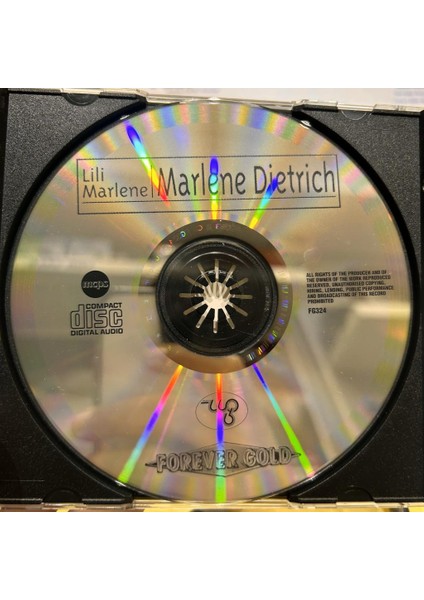 Lili
Marlene
Marlene Dietrich
mcps
COMPACT
disc
DIGITAL AUDIO
ALL RIGHTS OF THE PRODUCER AND OF
THE OWNER OF THE WORK REPRODUCED
RESERVED. UNAUTHORISED COPYING,
HIRING, LENDING, PUBLIC PERFORMANCE
AND BROADCASTING OF THIS RECORD
PROHIBITED
FG324
FOREVER GOLD